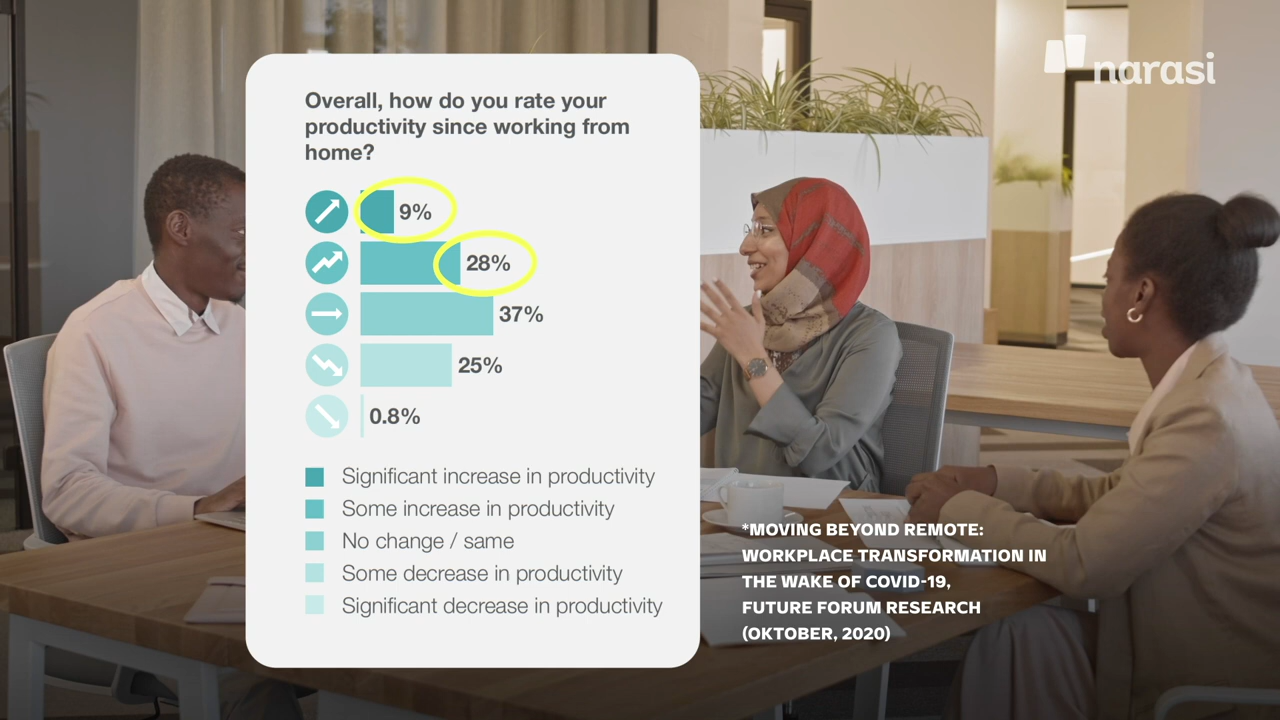 narasi
Overall, how do you rate your
productivity since working from
home?
9%
28%
37%
25%
0.8%
Significant increase in productivity
Some increase in productivity
No change / same
Some decrease in productivity
Significant decrease in productivity
*MOVING BEYOND REMOTE:
WORKPLACE TRANSFORMATION IN
THE WAKE OF COVID-19,
FUTURE FORUM RESEARCH
(OKTOBER, 2020)